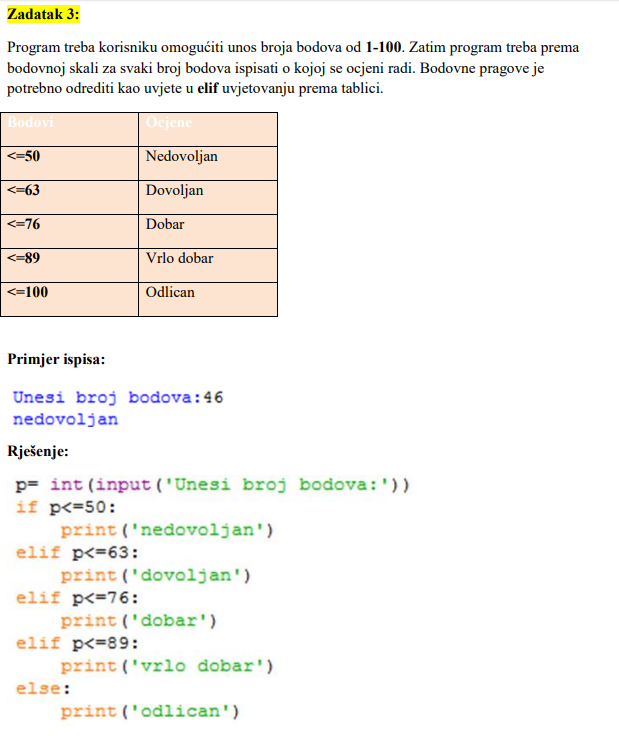 Zadatak 3:
Program treba korisniku omogućiti unos broja bodova od 1-100. Zatim program treba prema
bodovnoj skali za svaki broj bodova ispisati o kojoj se ocjeni radi. Bodovne pragove je
potrebno odrediti kao uvjete u elif uvjetovanju prema tablici.
Bodovi Ocjene
<=50 Nedovoljan
<=63 Dovoljan
<=76 Dobar
<=89 Vrlo dobar
<=100 Odlican
Primjer ispisa:
Unesi broj bodova:46
nedovoljan
Rješenje:
p= int(input('Unesi broj bodova:'))
if p<=50:
    print('nedovoljan')
elif p<=63:
    print('dovoljan')
elif p<=76:
    print('dobar')
elif p<=89:
    print('vrlo dobar')
else:
    print('odlican')